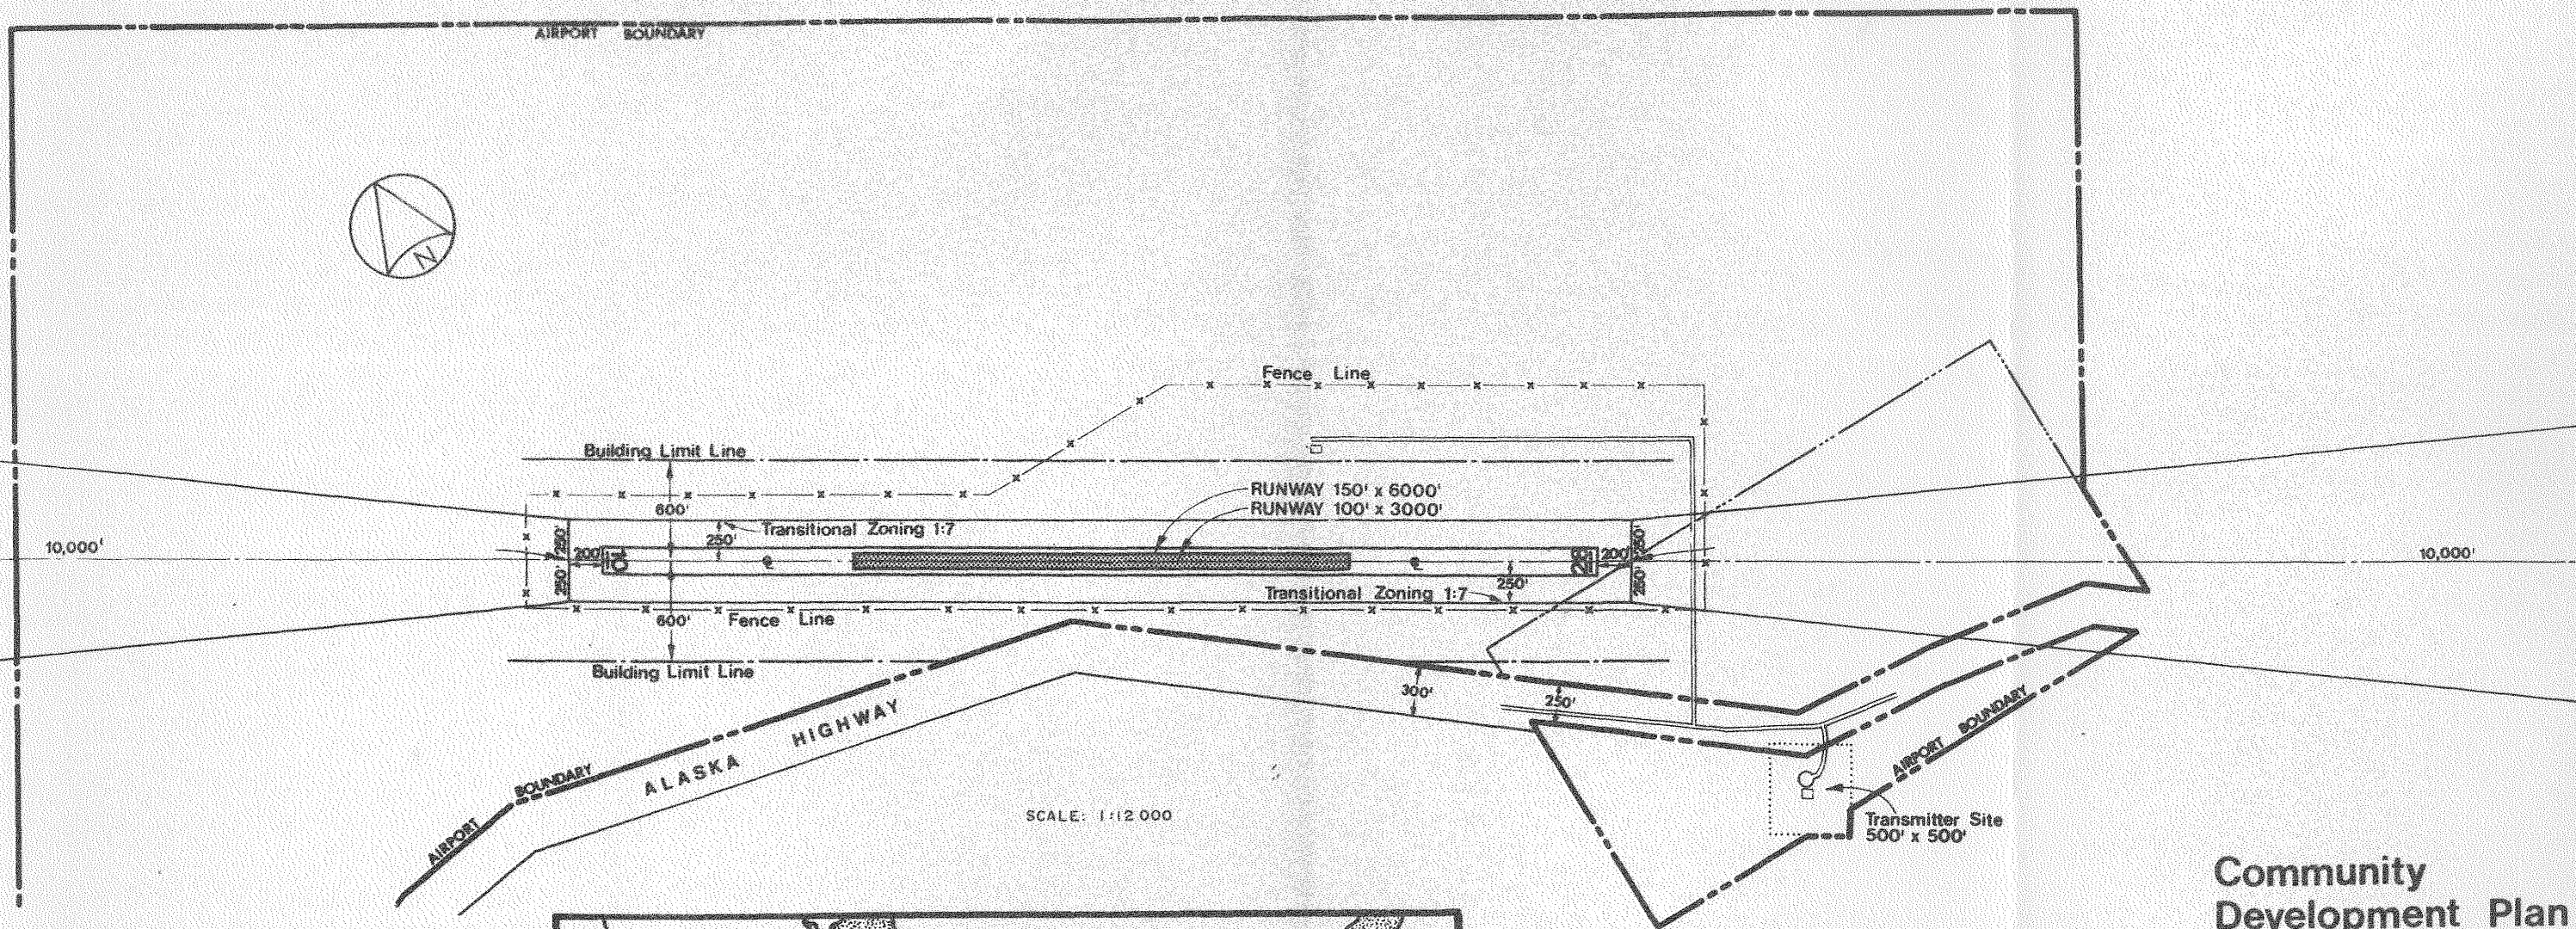 AIRPORT BOUNDARY
N
Fence Line
Building Limit Line
RUNWAY 150' x 6000'
RUNWAY 100' x 3000'
600'
Transitional Zoning 1:7
250'
250'
250'
10,000'
200'
10
℄
℄
28
200'
10,000'
250'
250'
250'
Transitional Zoning 1:7
600'
Fence Line
Building Limit Line
300'
250'
ALASKA HIGHWAY
AIRPORT BOUNDARY
AIRPORT BOUNDARY
SCALE: 1:12 000
Transmitter Site
500' x 500'
Community
Development Plan